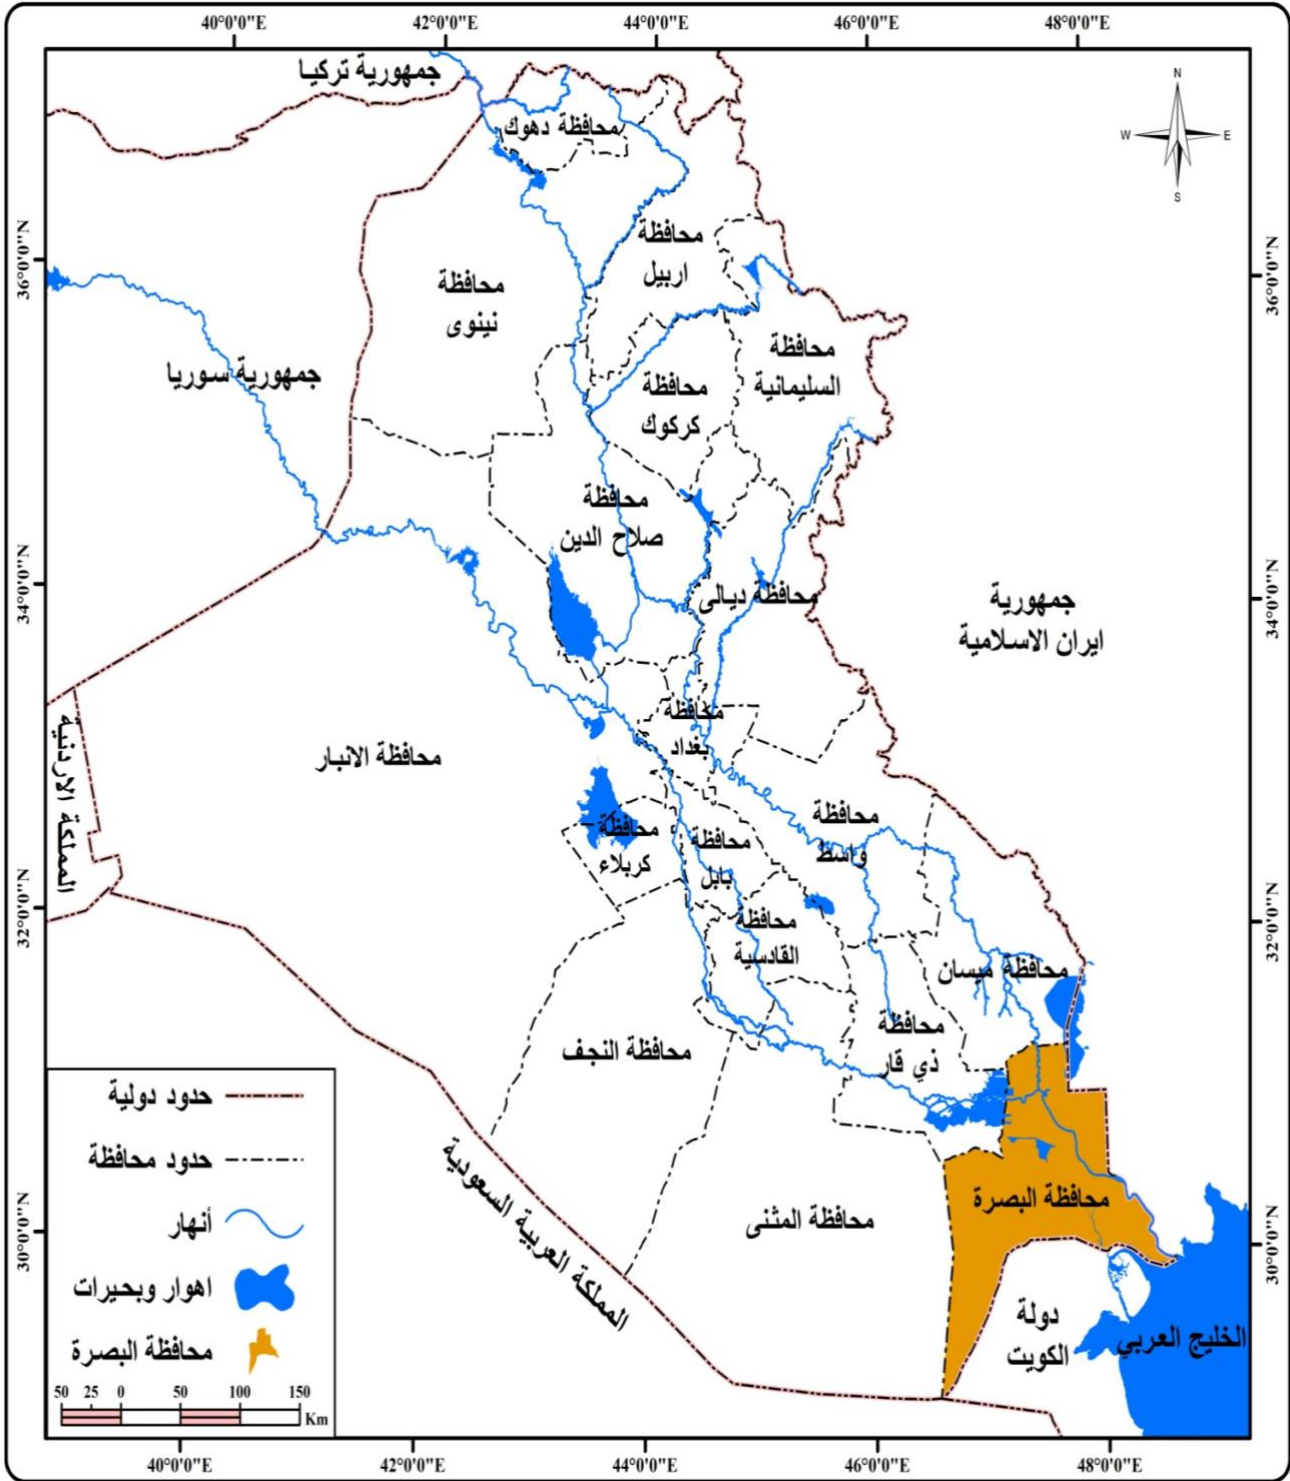 40°0'0"E 42°0'0"E 44°0'0"E 46°0'0"E 48°0'0"E
جمهورية تركيا
N
W E
S
محافظة دهوك
36°0'0"N
محافظة
اربيل
36°0'0"N
محافظة
نينوى
محافظة
السليمانية
جمهورية سوريا
محافظة
كركوك
محافظة
صلاح الدين
34°0'0"N
محافظة ديالى
جمهورية
ايران الاسلامية
34°0'0"N
محافظة
بغداد
المملكة الاردنية
محافظة الانبار
محافظة
واسط
محافظة
كربلاء
محافظة
بابل
32°0'0"N
محافظة
القادسية
32°0'0"N
محافظة ميسان
محافظة
ذي قار
محافظة النجف
حدود دولية
حدود محافظة
أنهار
اهوار وبحيرات
محافظة البصرة
50 25 0 50 100 150
Km
المملكة العربية السعودية
محافظة المثنى
محافظة البصرة
30°0'0"N
30°0'0"N
دولة
الكويت
الخليج العربي
40°0'0"E 42°0'0"E 44°0'0"E 46°0'0"E 48°0'0"E